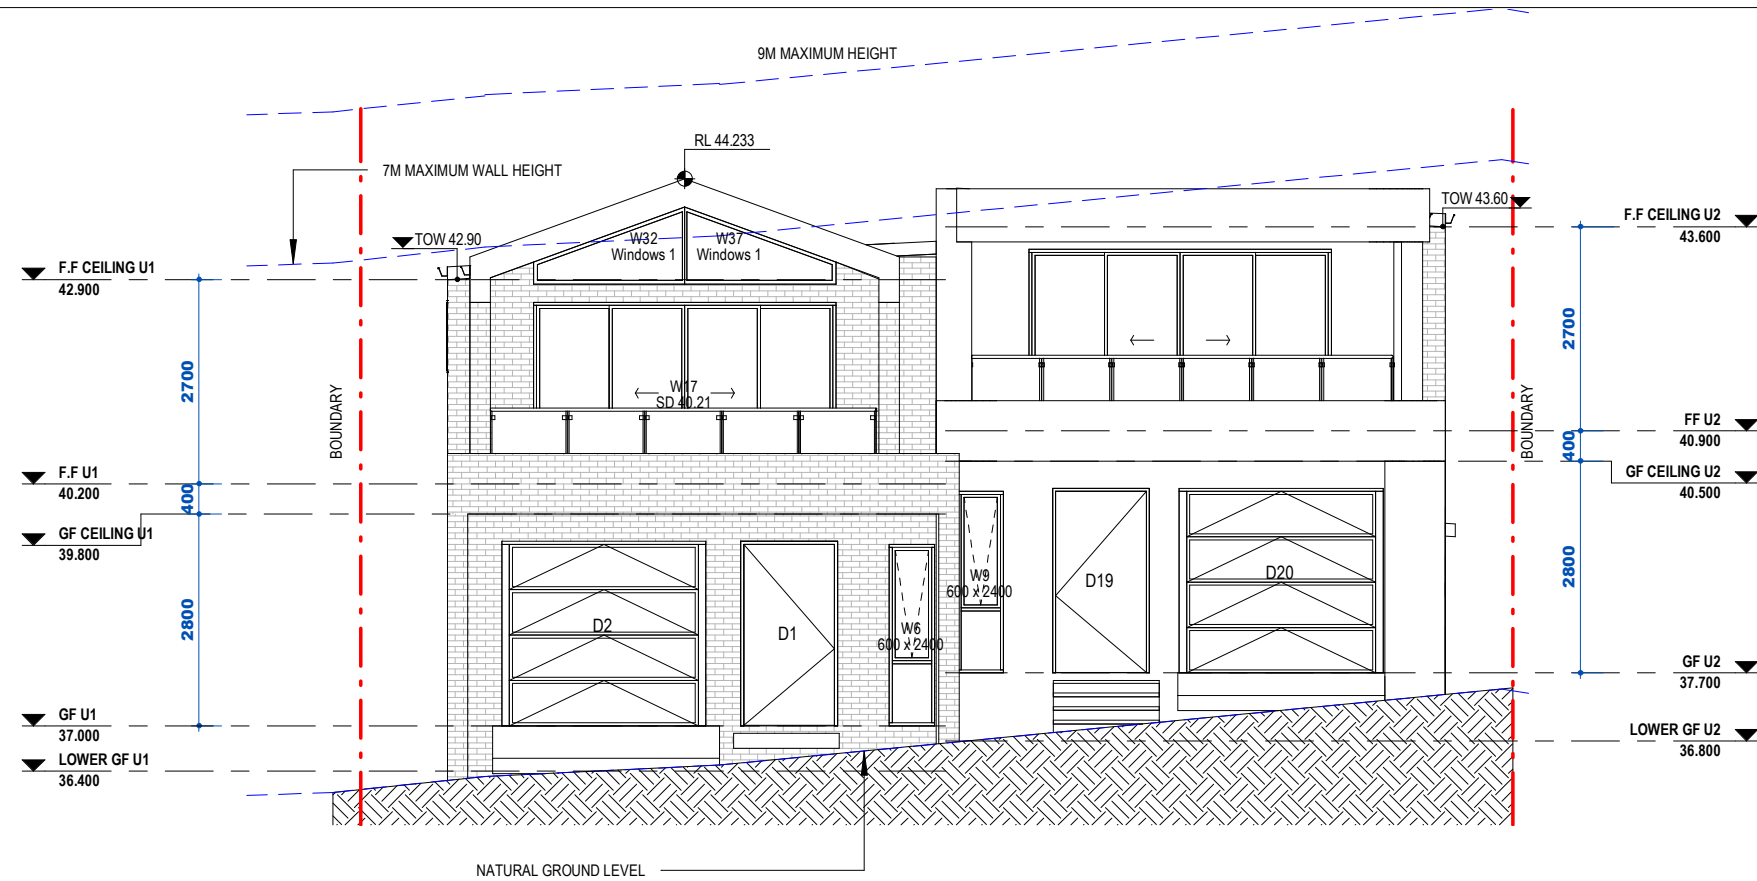 9M MAXIMUM HEIGHT
RL 44.233
7M MAXIMUM WALL HEIGHT
TOW 43.60
F.F CEILING U2
43.600
TOW 42.90
W32
Windows 1
W37
Windows 1
F.F CEILING U1
42.900
2700
2700
W17
SD 40.21
BOUNDARY
BOUNDARY
FF U2
40.900
400
GF CEILING U2
40.500
F.F U1
40.200
400
GF CEILING U1
39.800
2800
2800
D2
D1
W6
600 x 2400
W9
600 x 2400
D19
D20
GF U2
37.700
GF U1
37.000
LOWER GF U2
36.800
LOWER GF U1
36.400
NATURAL GROUND LEVEL